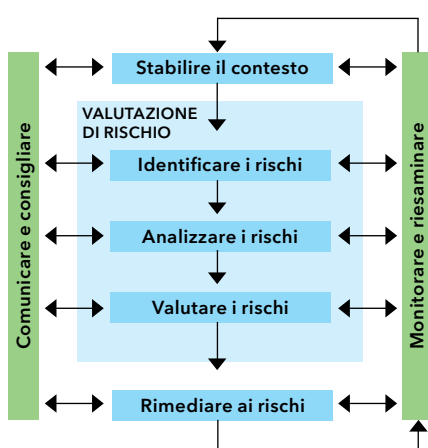 Stabilire il contesto
VALUTAZIONE
DI RISCHIO
Identificare i rischi
Analizzare i rischi
Valutare i rischi
Rimediare ai rischi
Comunicare e consigliare
Monitorare e riesaminare